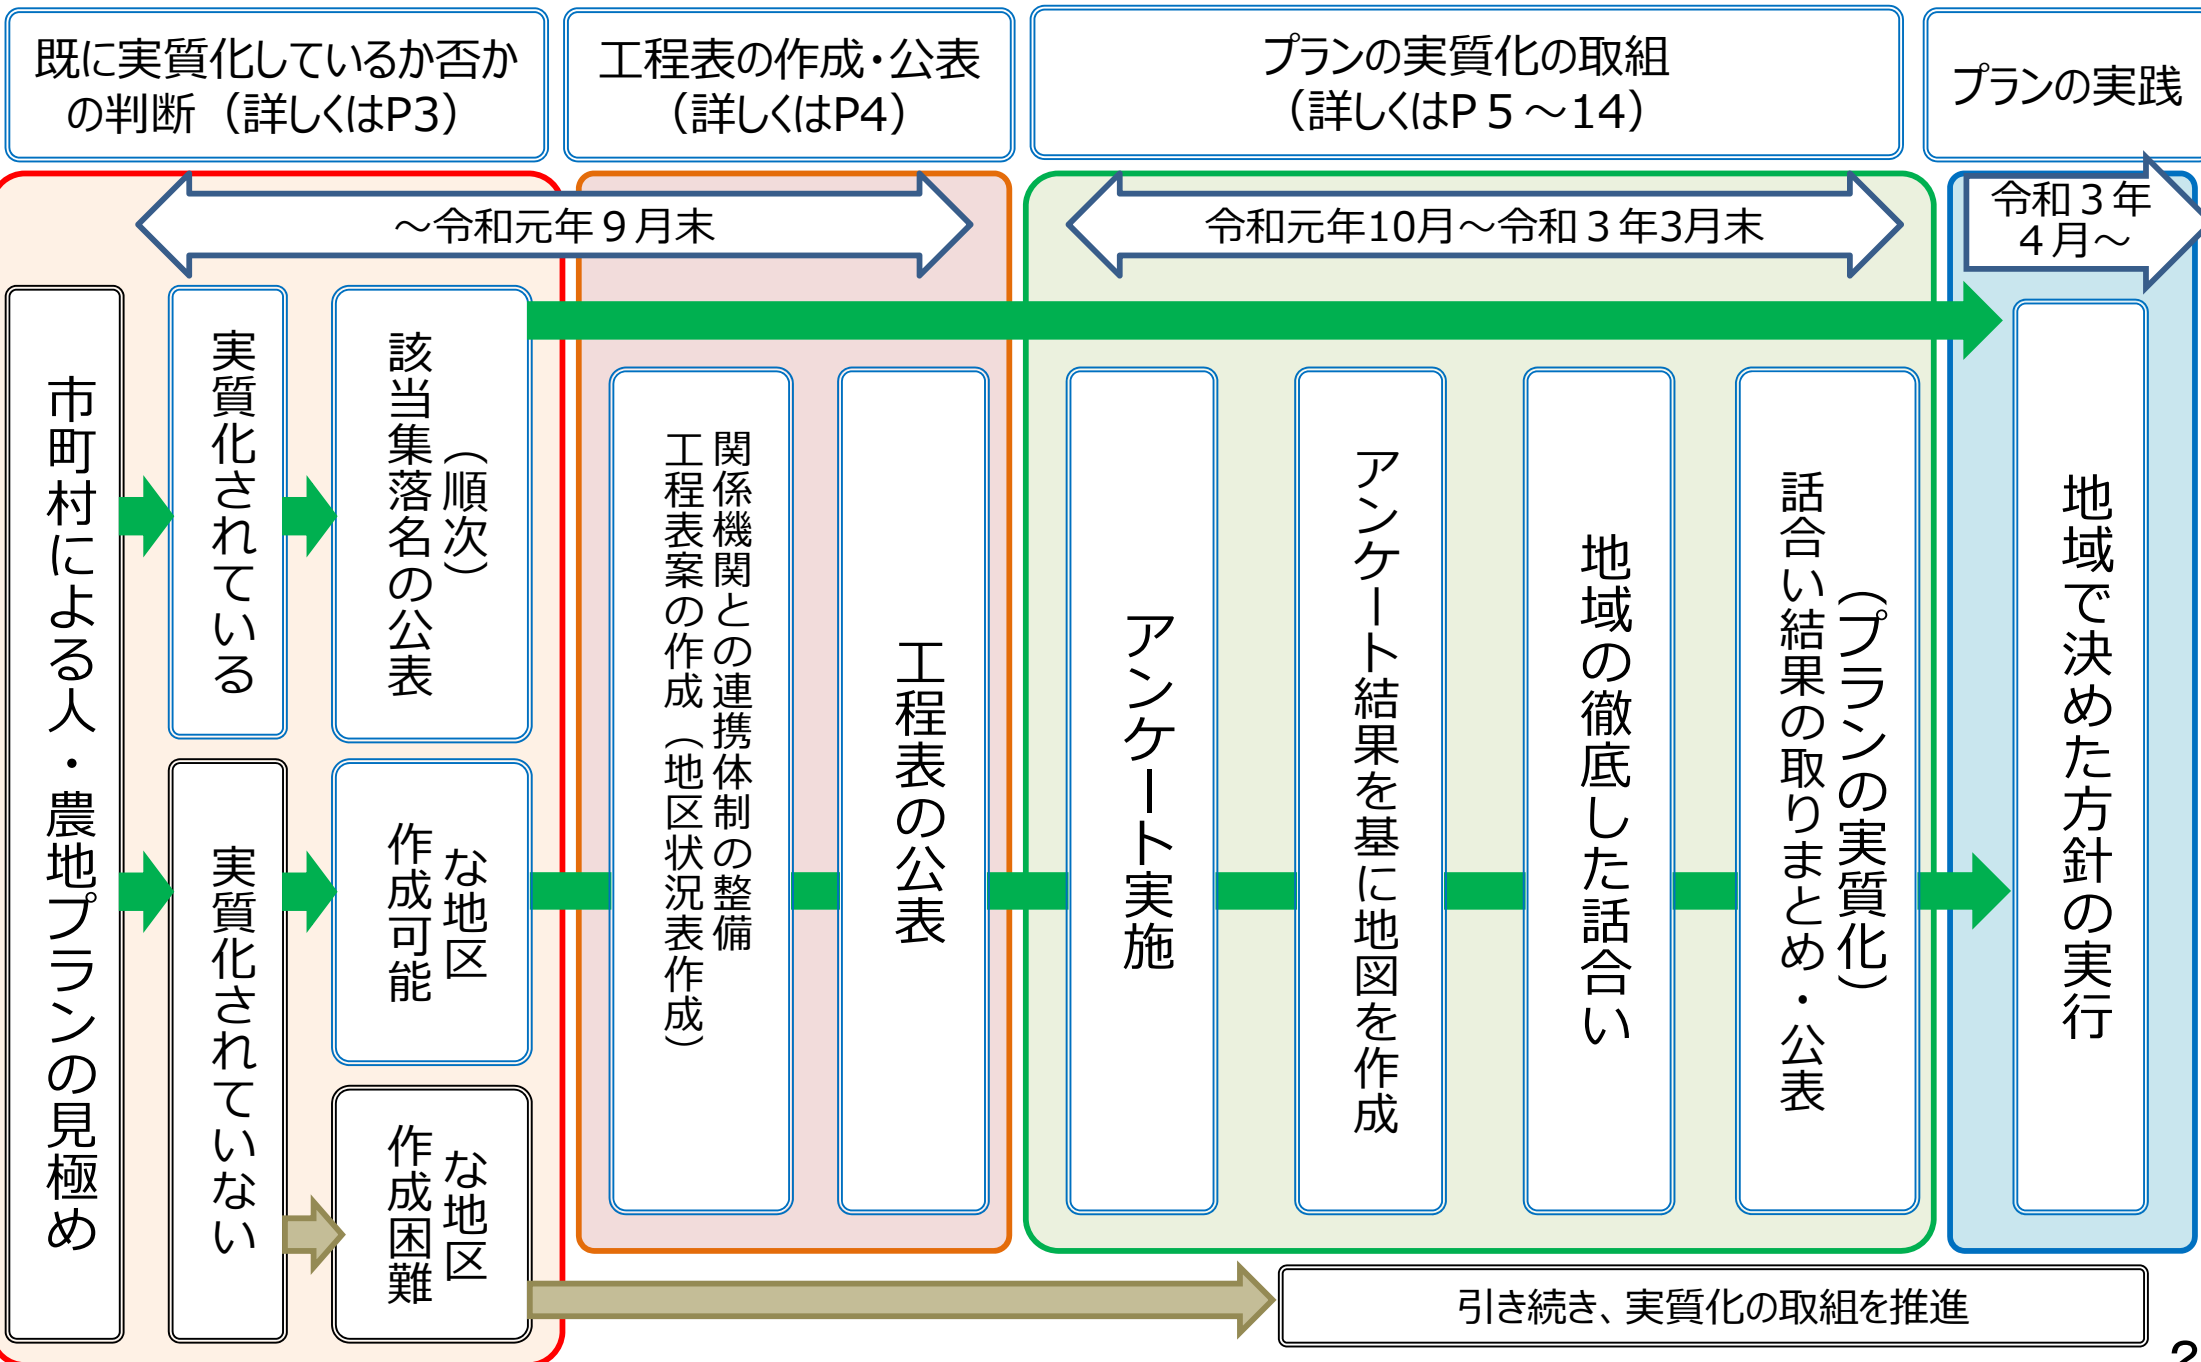 既に実質化しているか否か
の判断（詳しくはP3）
工程表の作成・公表
（詳しくはP4）
プランの実質化の取組
（詳しくはP５～14）
プランの実践
～令和元年９月末
令和元年10月～令和３年3月末
令和３年
４月～
市町村による人・農地プランの見極め
実質化されている
該当集落名の公表
（順次）
実質化されていない
作成可能
な地区
作成困難
な地区
関係機関との連携体制の整備
工程表案の作成（地区状況表作成）
工程表の公表
アンケート実施
アンケート結果を基に地図を作成
地域の徹底した話合い
話合い結果の取りまとめ・公表
（プランの実質化）
地域で決めた方針の実行
引き続き、実質化の取組を推進
2